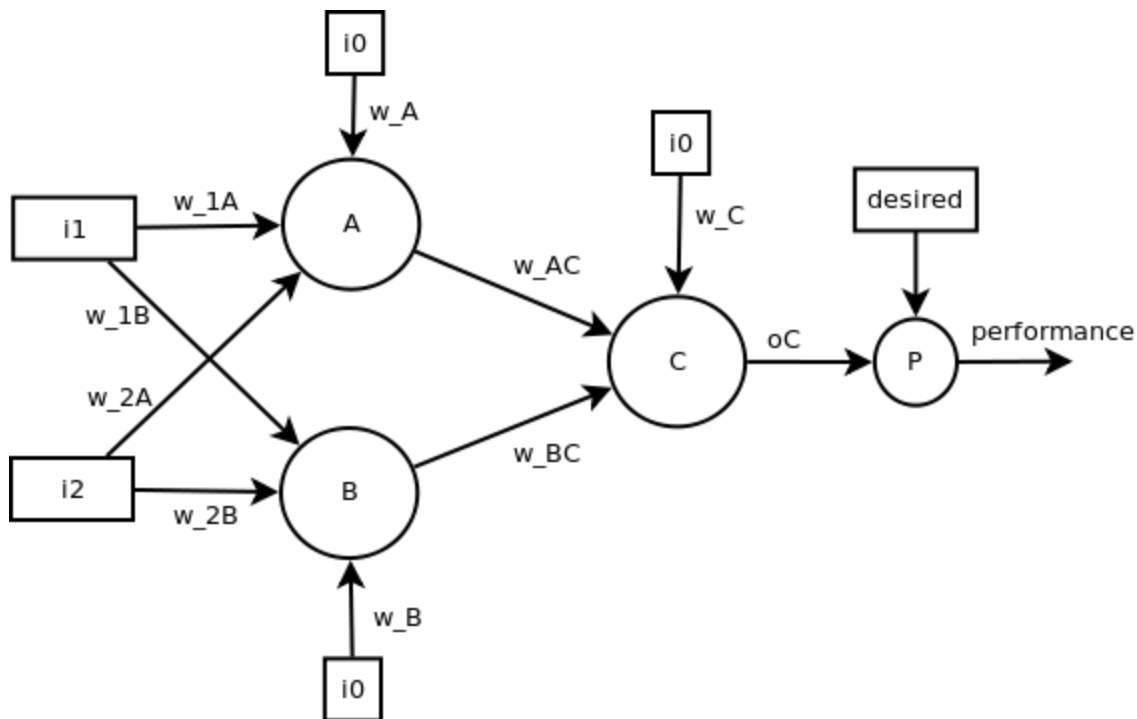 i0
w_A
i0
w_1A
i1
A
w_C
desired
w_AC
w_1B
oC
performance
C
P
w_2A
w_BC
i2
B
w_2B
w_B
i0